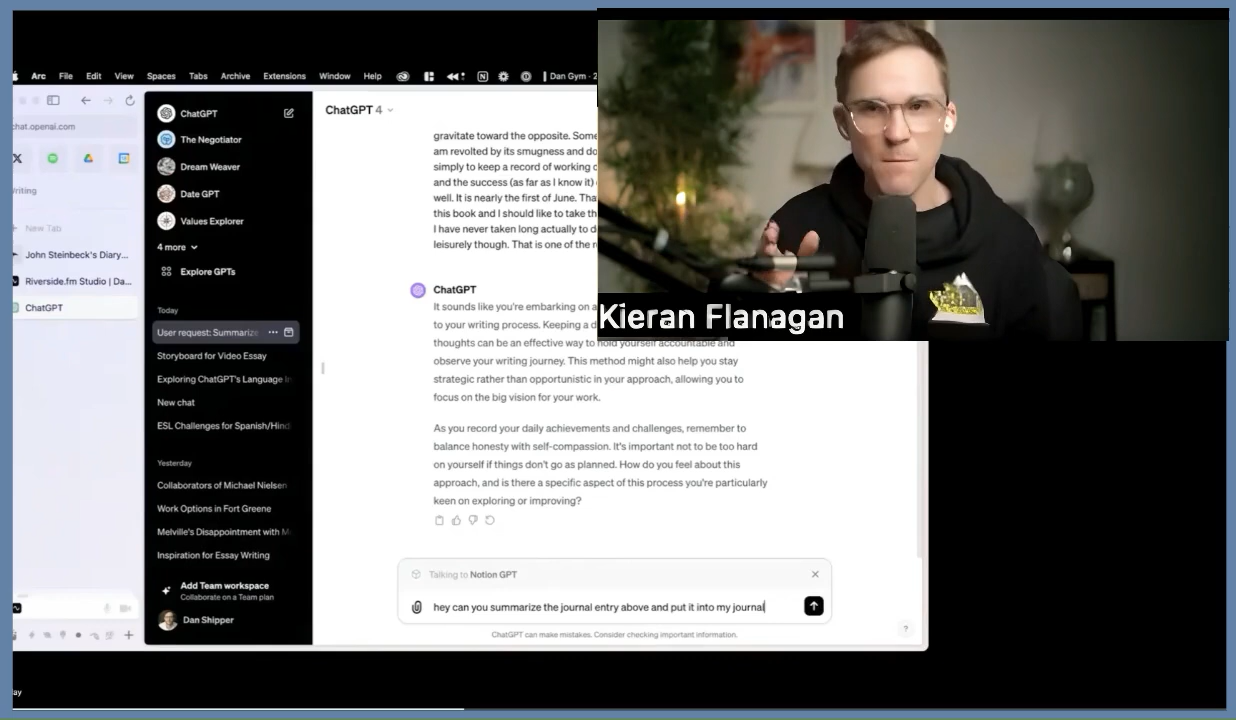 Arc File Edit View Spaces Tabs Archive Extensions Window Help
Dan Gym · 2
chat.openai.com
New Tab
John Steinbeck's Diary...
Riverside.fm Studio | Da...
ChatGPT
ChatGPT
The Negotiator
Dream Weaver
Date GPT
Values Explorer
4 more
Explore GPTs
Today
User request: Summarize
Storyboard for Video Essay
Exploring ChatGPT's Language In
New chat
ESL Challenges for Spanish/Hind
Yesterday
Collaborators of Michael Nielsen
Work Options in Fort Greene
Melville's Disappointment with M
Inspiration for Essay Writing
Add Team workspace
Collaborate on a Team plan
Dan Shipper
ChatGPT 4
gravitate toward the opposite. Some
am revolted by its smugness and do
simply to keep a record of working
and the success (as far as I know it)
well. It is nearly the first of June. Tha
this book and I should like to take th
I have never taken long actually to d
leisurely though. That is one of the r
ChatGPT
It sounds like you're embarking on a
to your writing process. Keeping a d
thoughts can be an effective way to hold yourself accountable and
observe your writing journey. This method might also help you stay
strategic rather than opportunistic in your approach, allowing you to
focus on the big vision for your work.
As you record your daily achievements and challenges, remember to
balance honesty with self-compassion. It's important not to be too hard
on yourself if things don't go as planned. How do you feel about this
approach, and is there a specific aspect of this process you're particularly
keen on exploring or improving?
Talking to Notion GPT
hey can you summarize the journal entry above and put it into my journal
ChatGPT can make mistakes. Consider checking important information.
?
Kieran Flanagan
ay